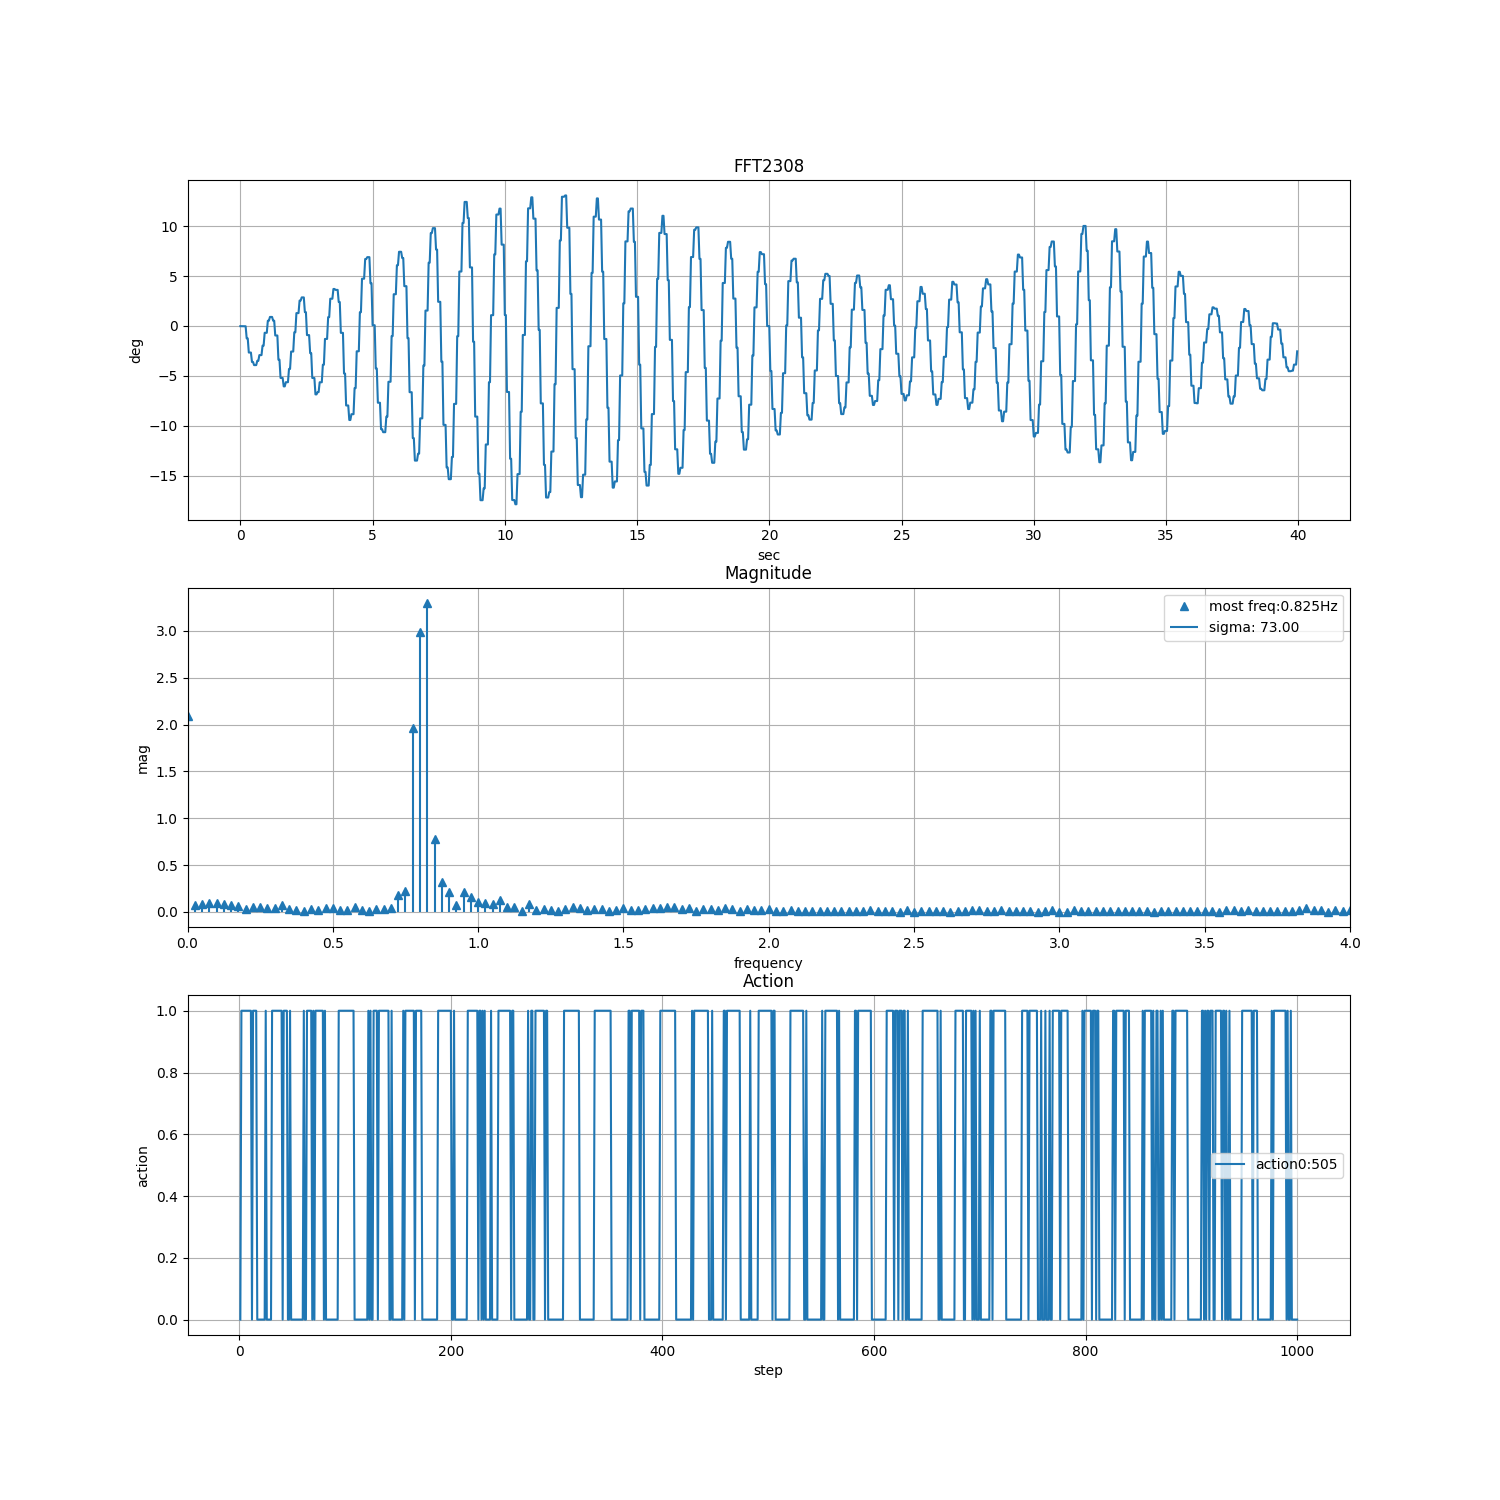 FFT2308
10
5
0
−5
−10
−15
deg
0 5 10 15 20 25 30 35 40
sec
Magnitude
most freq:0.825Hz
sigma: 73.00
3.0
2.5
2.0
1.5
1.0
0.5
0.0
mag
0.0 0.5 1.0 1.5 2.0 2.5 3.0 3.5 4.0
frequency
Action
1.0
0.8
0.6
0.4
0.2
0.0
action
action0:505
0 200 400 600 800 1000
step